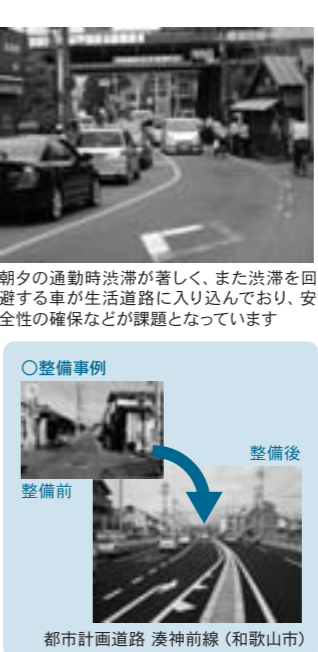 朝夕の通勤時渋滞が著しく、また渋滞を回
避する車が生活道路に入り込んでおり、安
全性の確保などが課題となっています
○整備事例
整備後
整備前
都市計画道路 湊神前線（和歌山市）